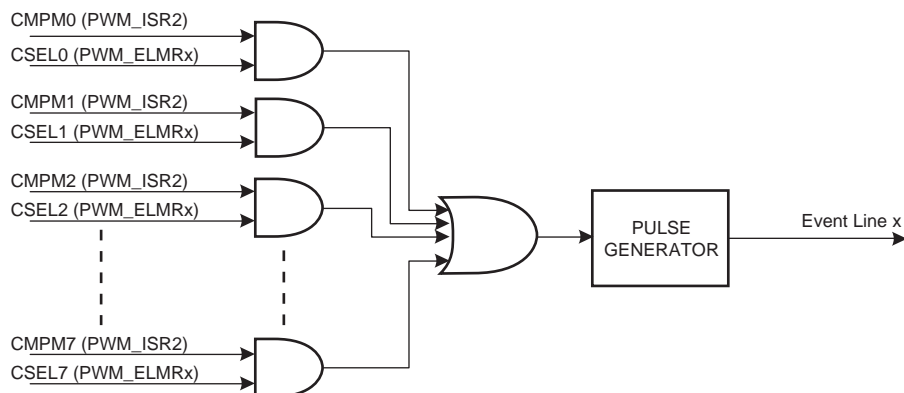 CMPM0 (PWM_ISR2)
CSEL0 (PWM_ELMRx)
CMPM1 (PWM_ISR2)
CSEL1 (PWM_ELMRx)
CMPM2 (PWM_ISR2)
CSEL2 (PWM_ELMRx)
CMPM7 (PWM_ISR2)
CSEL7 (PWM_ELMRx)
PULSE
GENERATOR
Event Line x